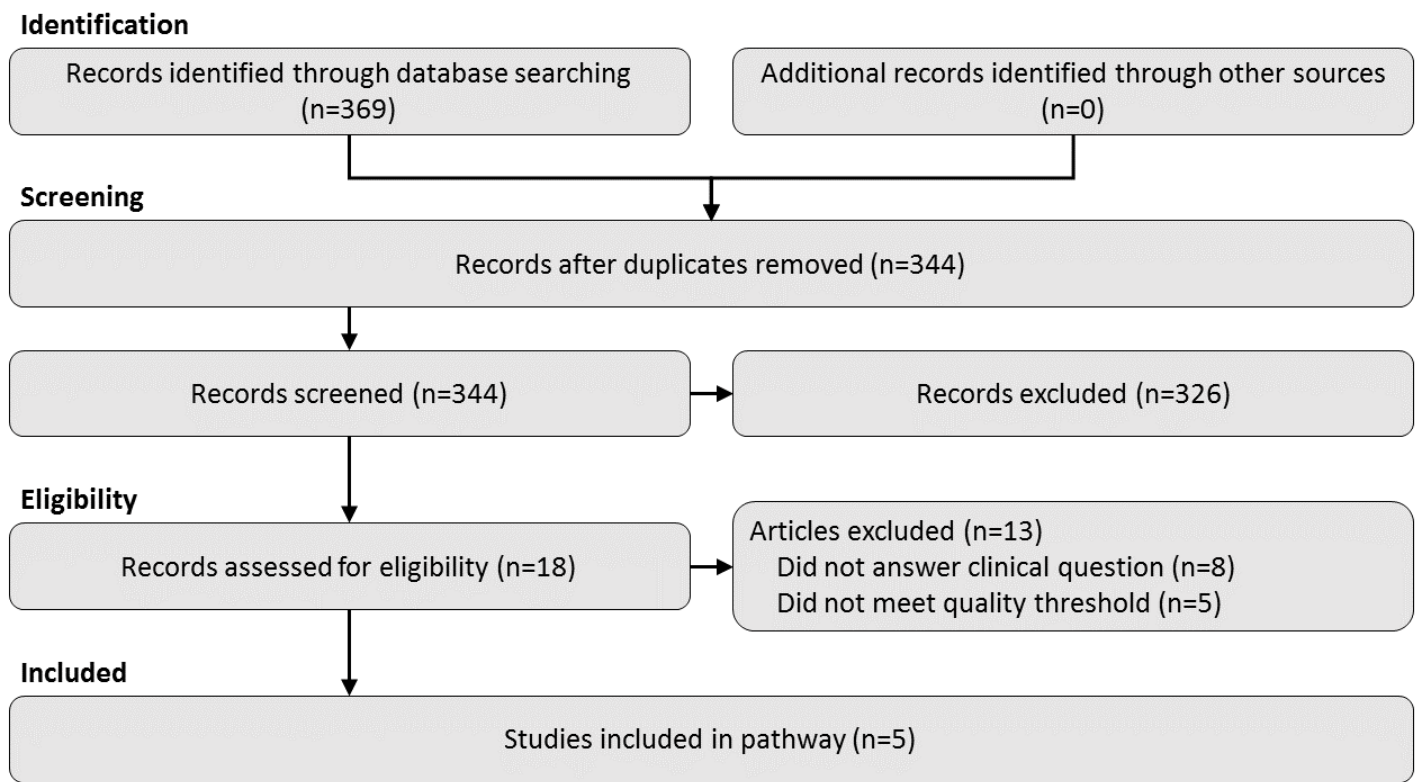 Identification
Records identified through database searching
(n=369)
Additional records identified through other sources
(n=0)
Screening
Records after duplicates removed (n=344)
Records screened (n=344)
Records excluded (n=326)
Eligibility
Records assessed for eligibility (n=18)
Articles excluded (n=13)
Did not answer clinical question (n=8)
Did not meet quality threshold (n=5)
Included
Studies included in pathway (n=5)